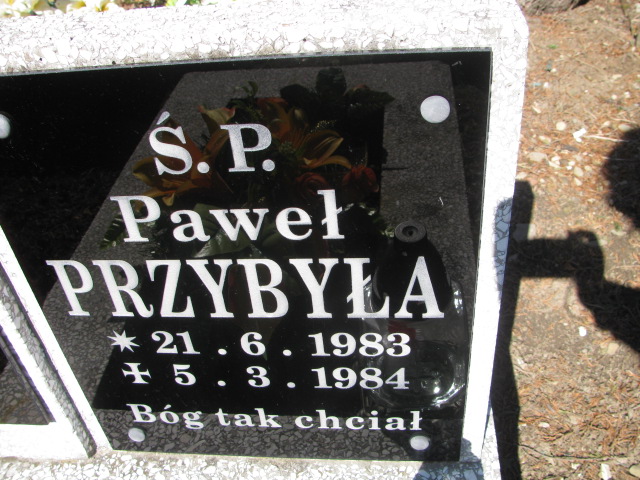 Ś.P.
Paweł
PRZYBYŁA
* 21.6.1983
✝ 5.3.1984
Bóg tak chciał